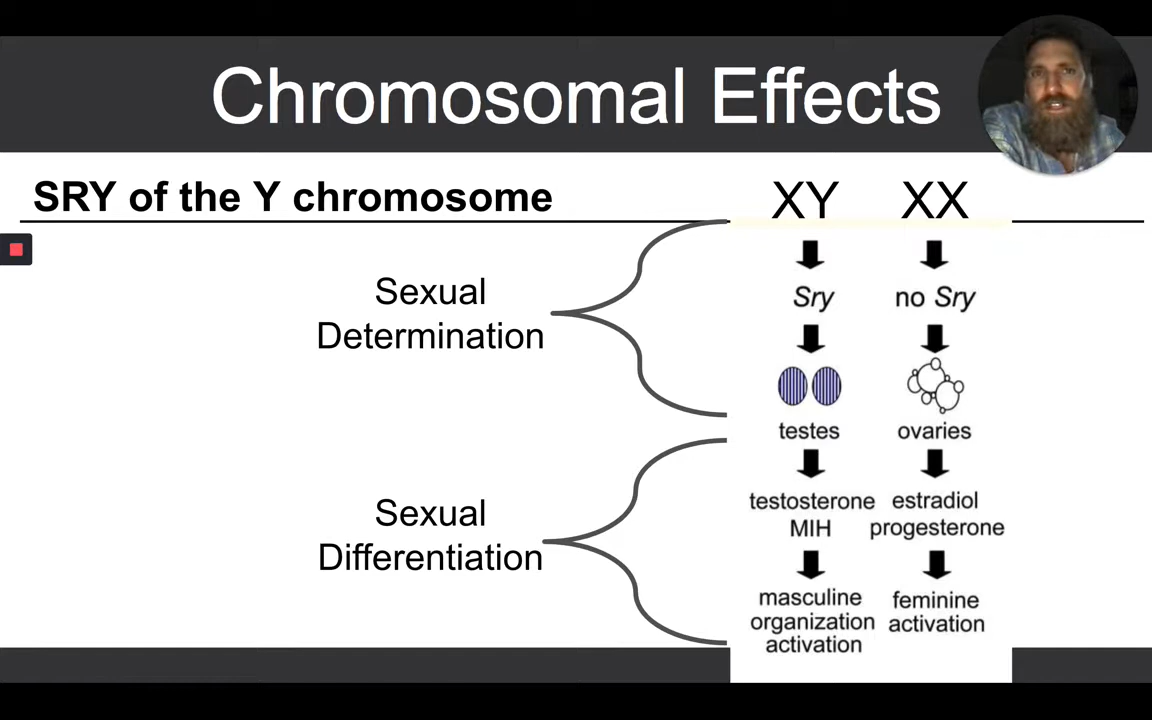 Chromosomal Effects
SRY of the Y chromosome
XY XX
Sexual
Determination
Sry no Sry
testes ovaries
Sexual
Differentiation
testosterone estradiol
MIH progesterone
masculine feminine
organization activation
activation